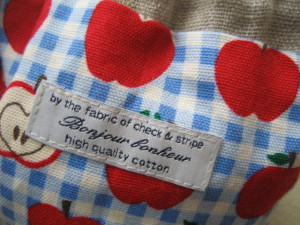 by the fabric of check & stripe
Bonjour bonheur
high quality cotton